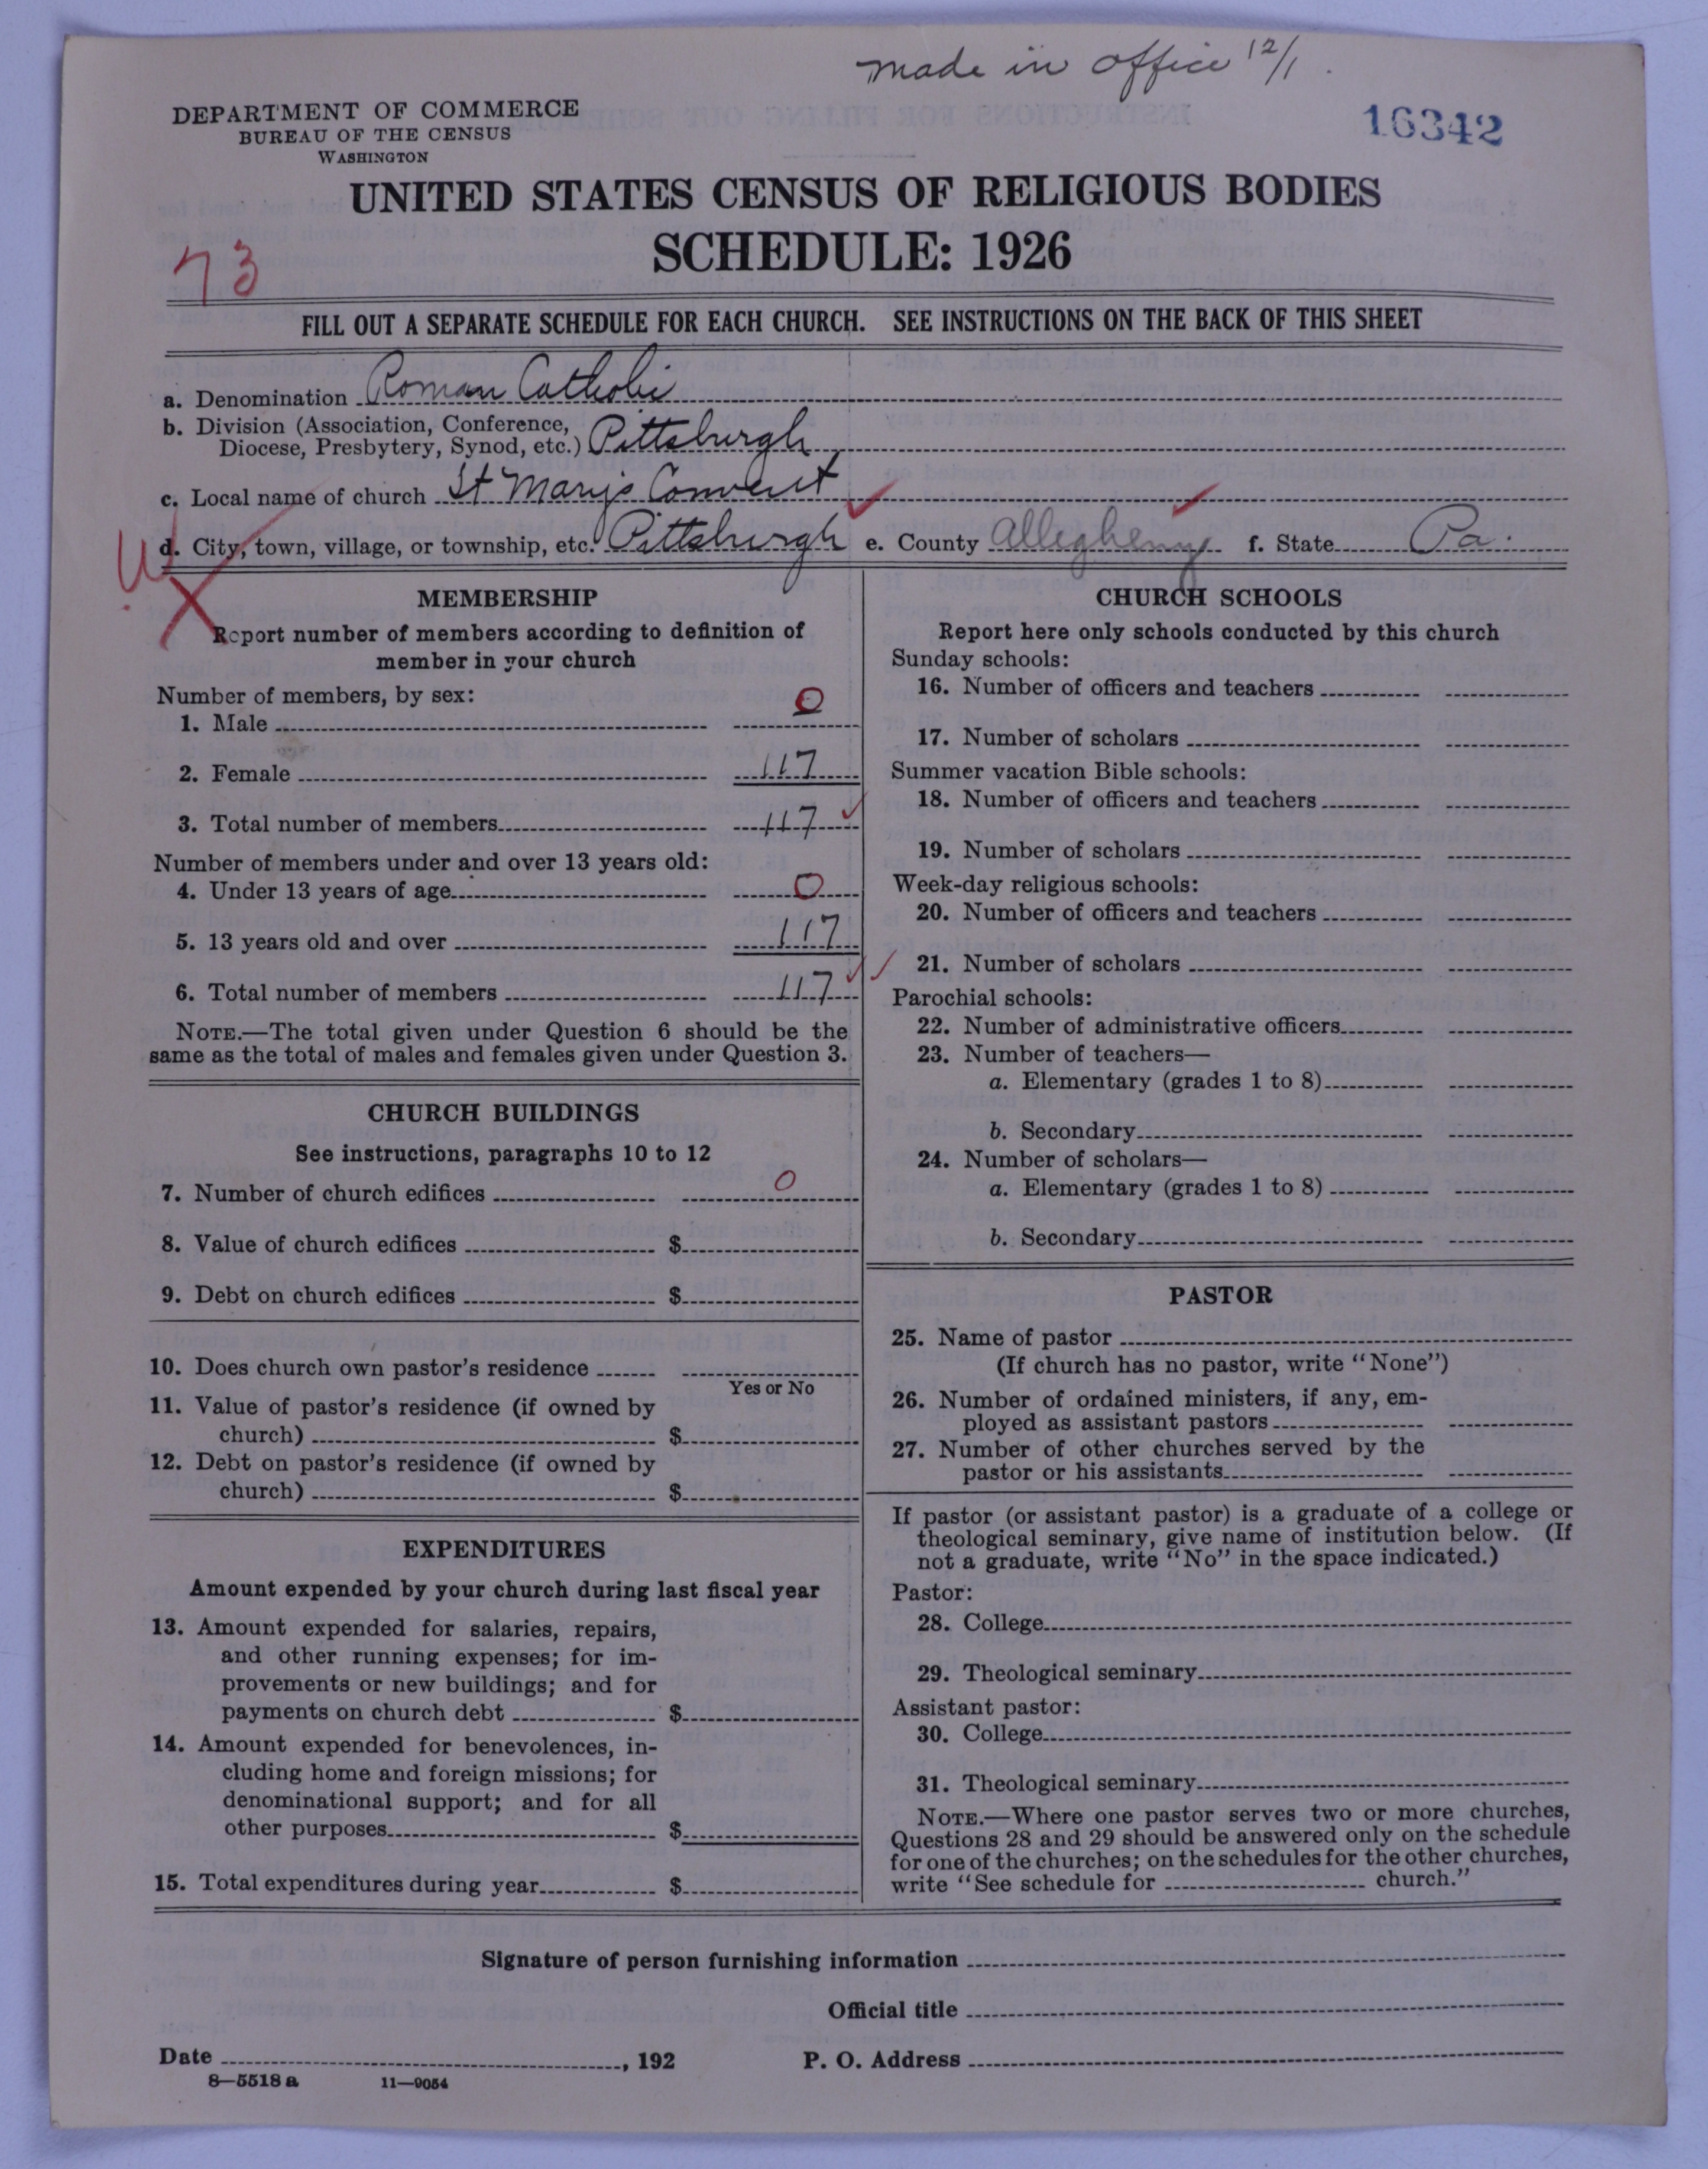 made in office 12/1.
DEPARTMENT OF COMMERCE
BUREAU OF THE CENSUS
WASHINGTON
16342
UNITED STATES CENSUS OF RELIGIOUS BODIES
SCHEDULE: 1926
73
FILL OUT A SEPARATE SCHEDULE FOR EACH CHURCH. SEE INSTRUCTIONS ON THE BACK OF THIS SHEET
a. Denomination Roman Catholic
b. Division (Association, Conference,
Diocese, Presbytery, Synod, etc.) Pittsburgh
c. Local name of church St Mary's Convent
d. City, town, village, or township, etc. Pittsburgh e. County Allegheny f. State Pa.
W
X
MEMBERSHIP
Report number of members according to definition of
member in your church
Number of members, by sex:
1. Male 0
2. Female 117
3. Total number of members 117
Number of members under and over 13 years old:
4. Under 13 years of age 0
5. 13 years old and over 117
6. Total number of members 117
NOTE.—The total given under Question 6 should be the
same as the total of males and females given under Question 3.
CHURCH BUILDINGS
See instructions, paragraphs 10 to 12
7. Number of church edifices 0
8. Value of church edifices $
9. Debt on church edifices $
10. Does church own pastor's residence
Yes or No
11. Value of pastor's residence (if owned by
church) $
12. Debt on pastor's residence (if owned by
church) $
EXPENDITURES
Amount expended by your church during last fiscal year
13. Amount expended for salaries, repairs,
and other running expenses; for im-
provements or new buildings; and for
payments on church debt $
14. Amount expended for benevolences, in-
cluding home and foreign missions; for
denominational support; and for all
other purposes $
15. Total expenditures during year $
CHURCH SCHOOLS
Report here only schools conducted by this church
Sunday schools:
16. Number of officers and teachers
17. Number of scholars
Summer vacation Bible schools:
18. Number of officers and teachers
19. Number of scholars
Week-day religious schools:
20. Number of officers and teachers
21. Number of scholars
Parochial schools:
22. Number of administrative officers
23. Number of teachers—
a. Elementary (grades 1 to 8)
b. Secondary
24. Number of scholars—
a. Elementary (grades 1 to 8)
b. Secondary
PASTOR
25. Name of pastor
(If church has no pastor, write "None")
26. Number of ordained ministers, if any, em-
ployed as assistant pastors
27. Number of other churches served by the
pastor or his assistants
If pastor (or assistant pastor) is a graduate of a college or
theological seminary, give name of institution below. (If
not a graduate, write "No" in the space indicated.)
Pastor:
28. College
29. Theological seminary
Assistant pastor:
30. College
31. Theological seminary
NOTE.—Where one pastor serves two or more churches,
Questions 28 and 29 should be answered only on the schedule
for one of the churches; on the schedules for the other churches,
write "See schedule for church."
Signature of person furnishing information
Official title
Date , 192 P. O. Address
8—5518 a 11—9054